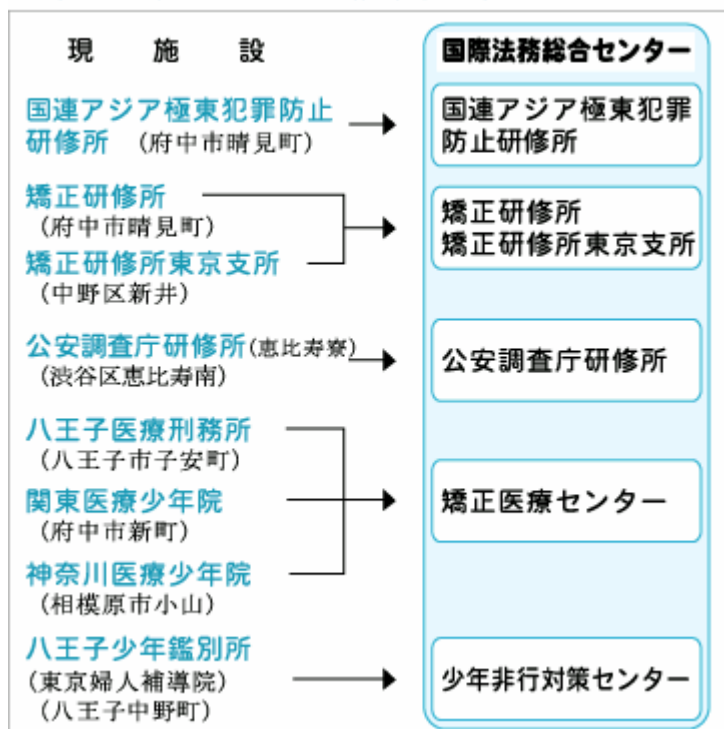 現施設
国際法務総合センター
国連アジア極東犯罪防止
研修所 (府中市晴見町)
国連アジア極東犯罪
防止研修所
矯正研修所
(府中市晴見町)
矯正研修所東京支所
(中野区新井)
矯正研修所
矯正研修所東京支所
公安調査庁研修所(恵比寿寮)
(渋谷区恵比寿南)
公安調査庁研修所
八王子医療刑務所
(八王子市子安町)
関東医療少年院
(府中市新町)
神奈川医療少年院
(相模原市小山)
矯正医療センター
八王子少年鑑別所
(東京婦人補導院)
(八王子中野町)
少年非行対策センター